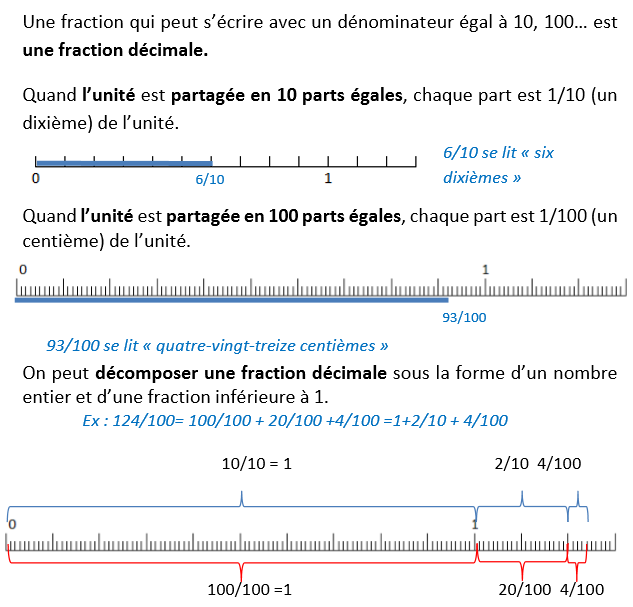 Une fraction qui peut s’écrire avec un dénominateur égal à 10, 100… est
une fraction décimale.
Quand l’unité est partagée en 10 parts égales, chaque part est 1/10 (un
dixième) de l’unité.
6/10 se lit « six
dixièmes »
0 6/10 1
Quand l’unité est partagée en 100 parts égales, chaque part est 1/100 (un
centième) de l’unité.
0 1
93/100
93/100 se lit « quatre-vingt-treize centièmes »
On peut décomposer une fraction décimale sous la forme d’un nombre
entier et d’une fraction inférieure à 1.
Ex : 124/100= 100/100 + 20/100 +4/100 =1+2/10 + 4/100
10/10 = 1 2/10 4/100
0 1
100/100 =1 20/100 4/100